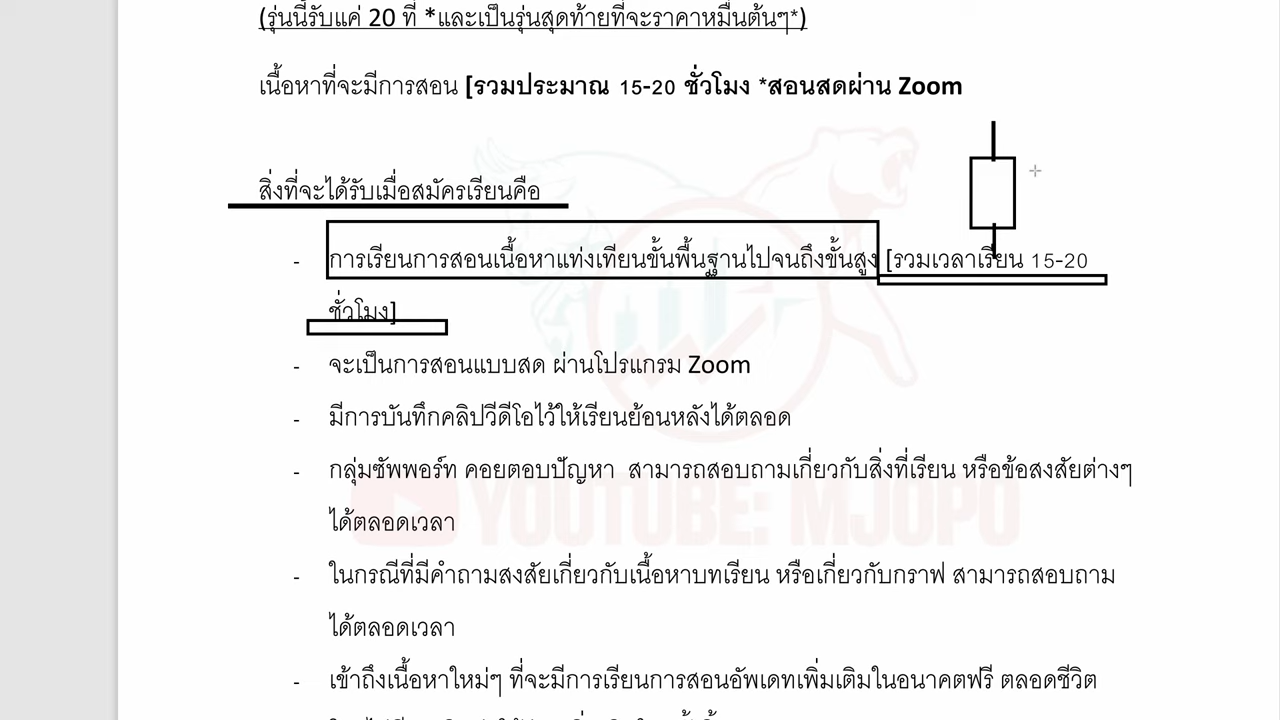 (รุ่นนี้รับแค่ 20 ที่ *และเป็นรุ่นสุดท้ายที่จะราคาหมื่นต้นๆ*)
เนื้อหาที่จะมีการสอน [รวมประมาณ 15-20 ชั่วโมง *สอนสดผ่าน Zoom
สิ่งที่จะได้รับเมื่อสมัครเรียนคือ
- การเรียนการสอนเนื้อหาแท่งเทียนขั้นพื้นฐานไปจนถึงขั้นสูง [รวมเวลาเรียน 15-20
ชั่วโมง]
- จะเป็นการสอนแบบสด ผ่านโปรแกรม Zoom
- มีการบันทึกคลิปวีดีโอไว้ให้เรียนย้อนหลังได้ตลอด
- กลุ่มซัพพอร์ท คอยตอบปัญหา สามารถสอบถามเกี่ยวกับสิ่งที่เรียน หรือข้อสงสัยต่างๆ
ได้ตลอดเวลา
YOUTUBE: MJOPU
- ในกรณีที่มีคำถามสงสัยเกี่ยวกับเนื้อหาบทเรียน หรือเกี่ยวกับกราฟ สามารถสอบถาม
ได้ตลอดเวลา
- เข้าถึงเนื้อหาใหม่ๆ ที่จะมีการเรียนการสอนอัพเดทเพิ่มเติมในอนาคตฟรี ตลอดชีวิต